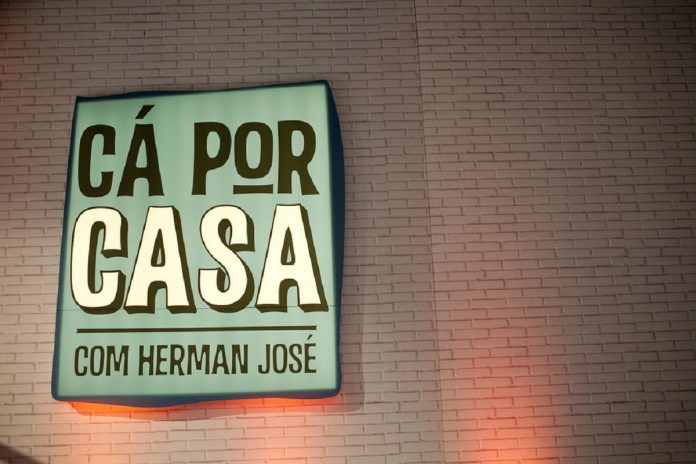 CÁ POR
CASA
COM HERMAN JOSÉ